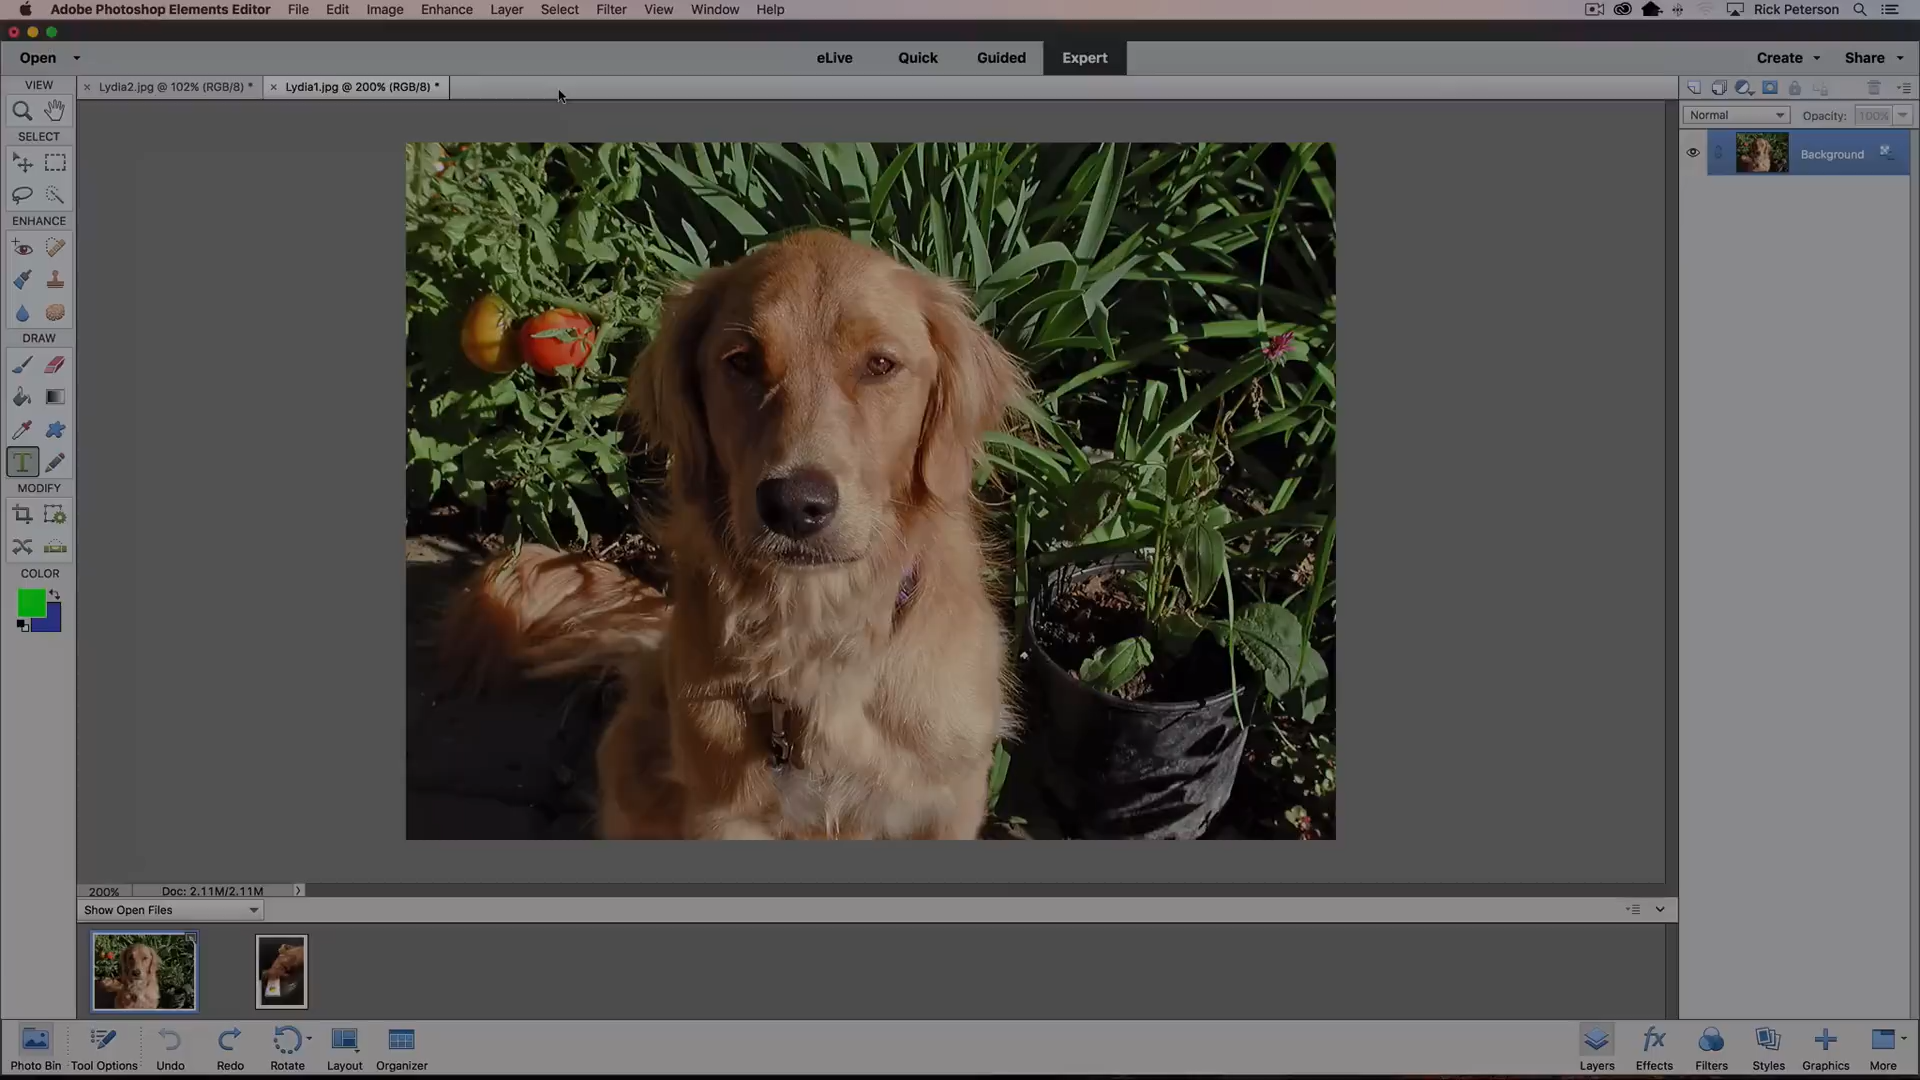 Adobe Photoshop Elements Editor File Edit Image Enhance Layer Select Filter View Window Help Rick Peterson
Open eLive Quick Guided Expert Create Share
VIEW Lydia2.jpg @ 102% (RGB/8) * Lydia1.jpg @ 200% (RGB/8) *
Normal Opacity: 100%
SELECT
Background
ENHANCE
DRAW
T
MODIFY
COLOR
200% Doc: 2.11M/2.11M
Show Open Files
Photo Bin Tool Options Undo Redo Rotate Layout Organizer fx Layers Effects Filters Styles Graphics More